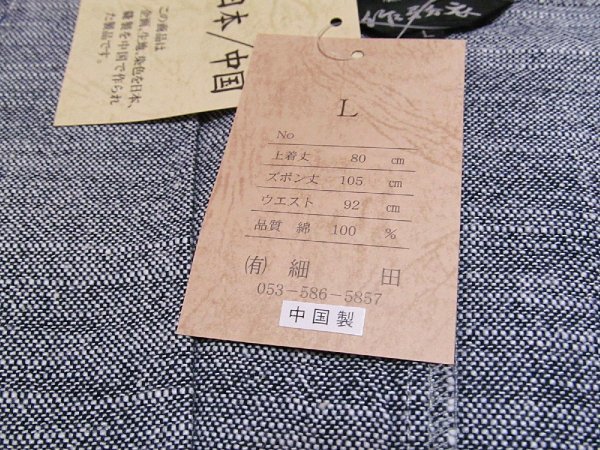 日本/中国
この商品は
企画、生地、染色を日本、
縫製を中国で作られ
た製品です。
L
No
上着丈 80 cm
ズボン丈 105 cm
ウエスト 92 cm
品質 綿 100 %
㈲ 細 田
053-586-5857
中国製